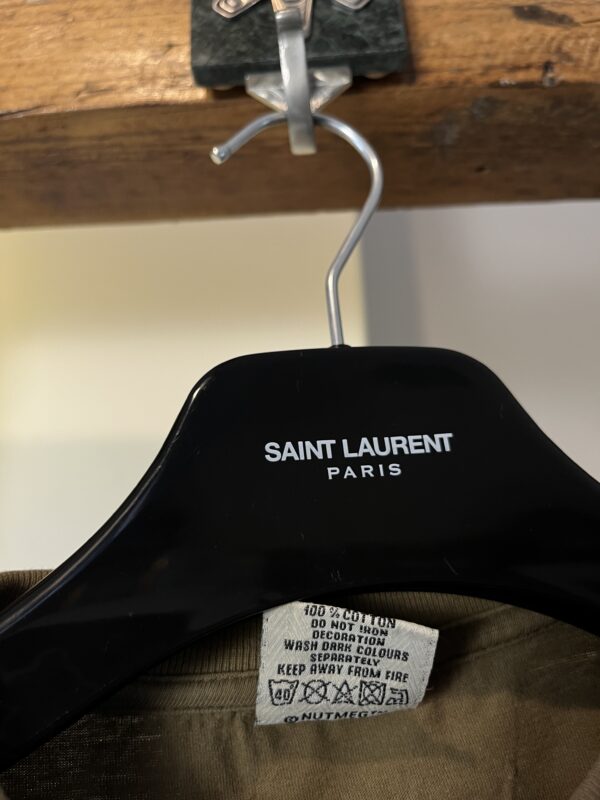 SAINT LAURENT
PARIS
100 % COTTON
DO NOT IRON
DECORATION
WASH DARK COLOURS
SEPARATELY
KEEP AWAY FROM FIRE
40
© NUTMEG